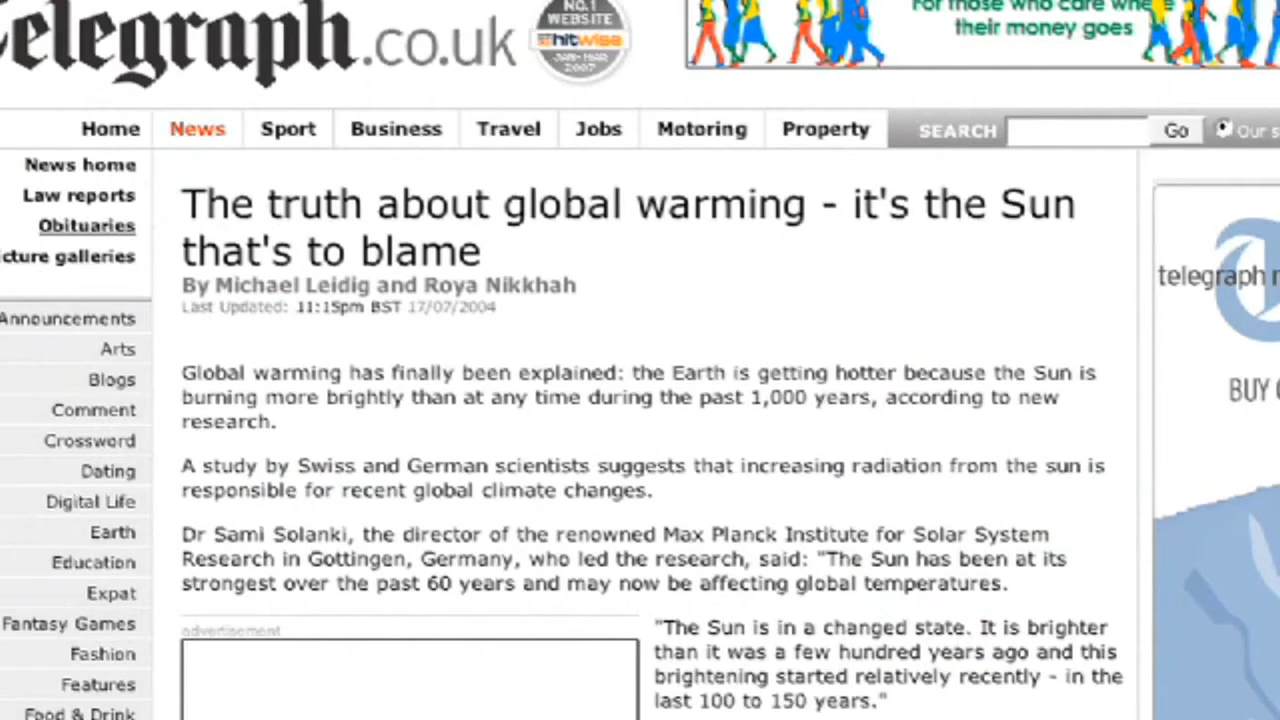 Telegraph.co.uk
NO.1
WEBSITE
hitwise
JAN-MAR
2007
For those who care where
their money goes
Home News Sport Business Travel Jobs Motoring Property SEARCH Go Our s
News home
Law reports
Obituaries
icture galleries
Announcements
Arts
Blogs
Comment
Crossword
Dating
Digital Life
Earth
Education
Expat
Fantasy Games
Fashion
Features
Food & Drink
The truth about global warming - it's the Sun
that's to blame
By Michael Leidig and Roya Nikkhah
Last Updated: 11:15pm BST 17/07/2004
Global warming has finally been explained: the Earth is getting hotter because the Sun is
burning more brightly than at any time during the past 1,000 years, according to new
research.
A study by Swiss and German scientists suggests that increasing radiation from the sun is
responsible for recent global climate changes.
Dr Sami Solanki, the director of the renowned Max Planck Institute for Solar System
Research in Gottingen, Germany, who led the research, said: "The Sun has been at its
strongest over the past 60 years and may now be affecting global temperatures.
advertisement
"The Sun is in a changed state. It is brighter
than it was a few hundred years ago and this
brightening started relatively recently - in the
last 100 to 150 years."
telegraph
BUY